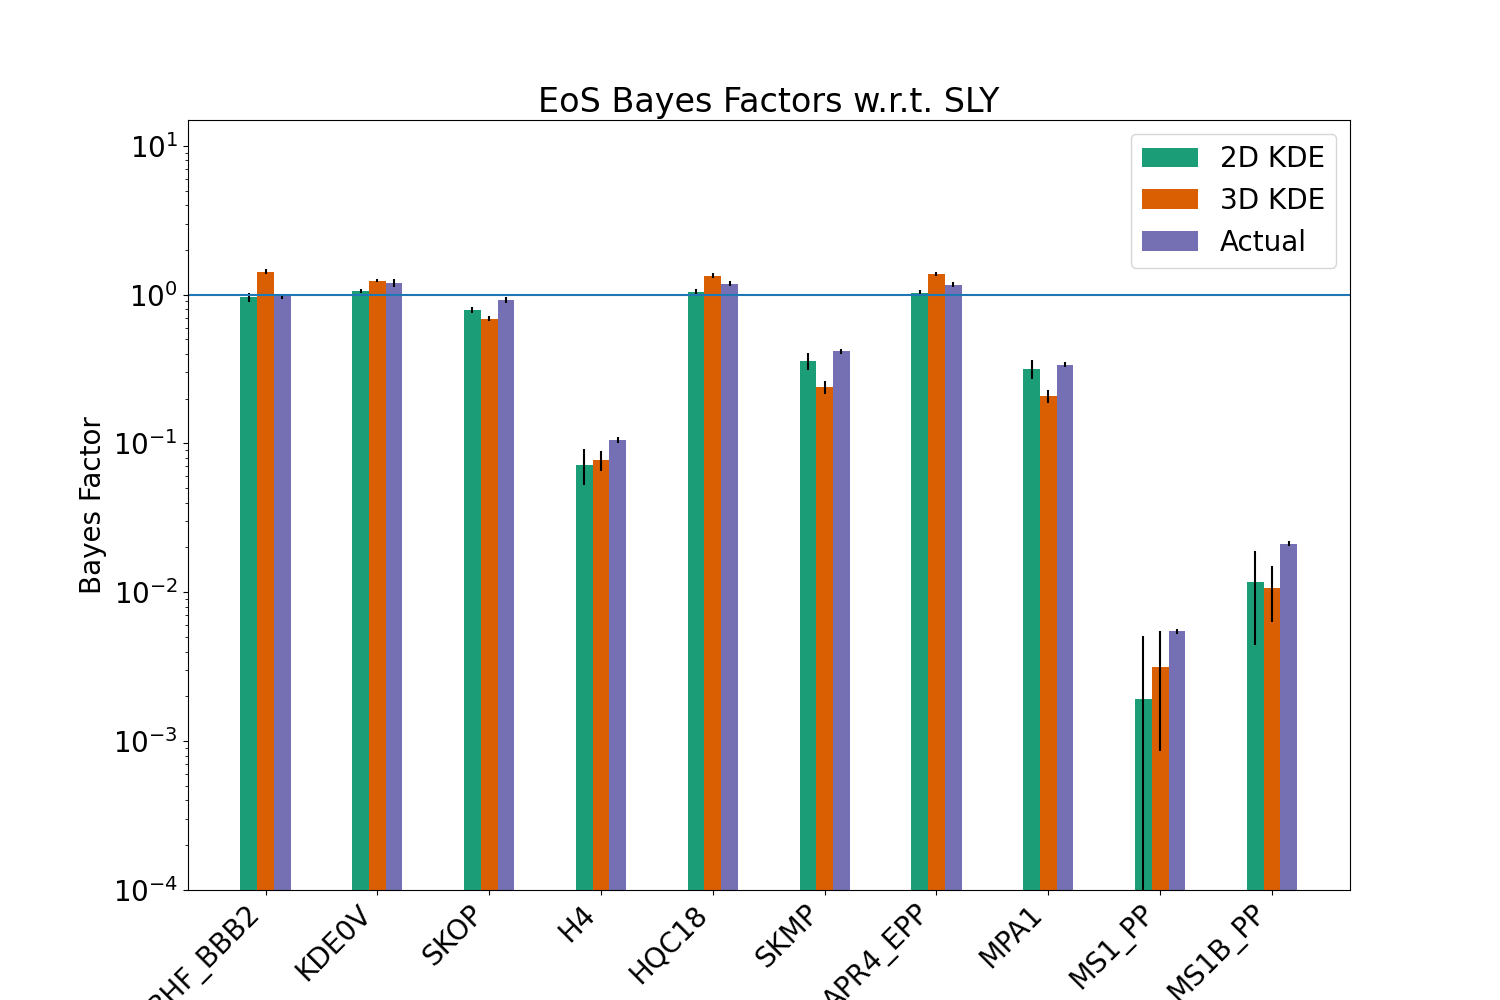 EoS Bayes Factors w.r.t. SLY
2D KDE
3D KDE
Actual
Bayes Factor
10¹
10⁰
10⁻¹
10⁻²
10⁻³
10⁻⁴
HF_BBB2
KDE0V
SKOP
H4
HQC18
SKMP
APR4_EPP
MPA1
MS1_PP
MS1B_PP